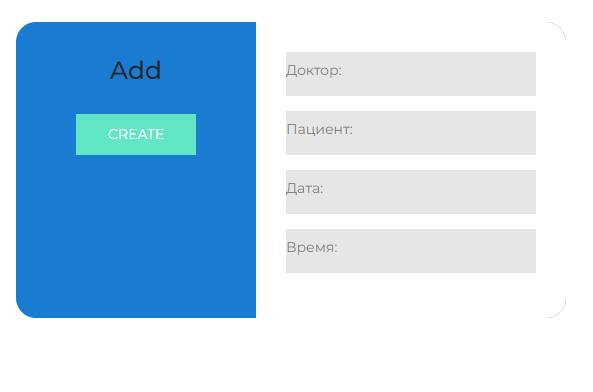 Add
CREATE
Доктор:
Пациент:
Дата:
Время: